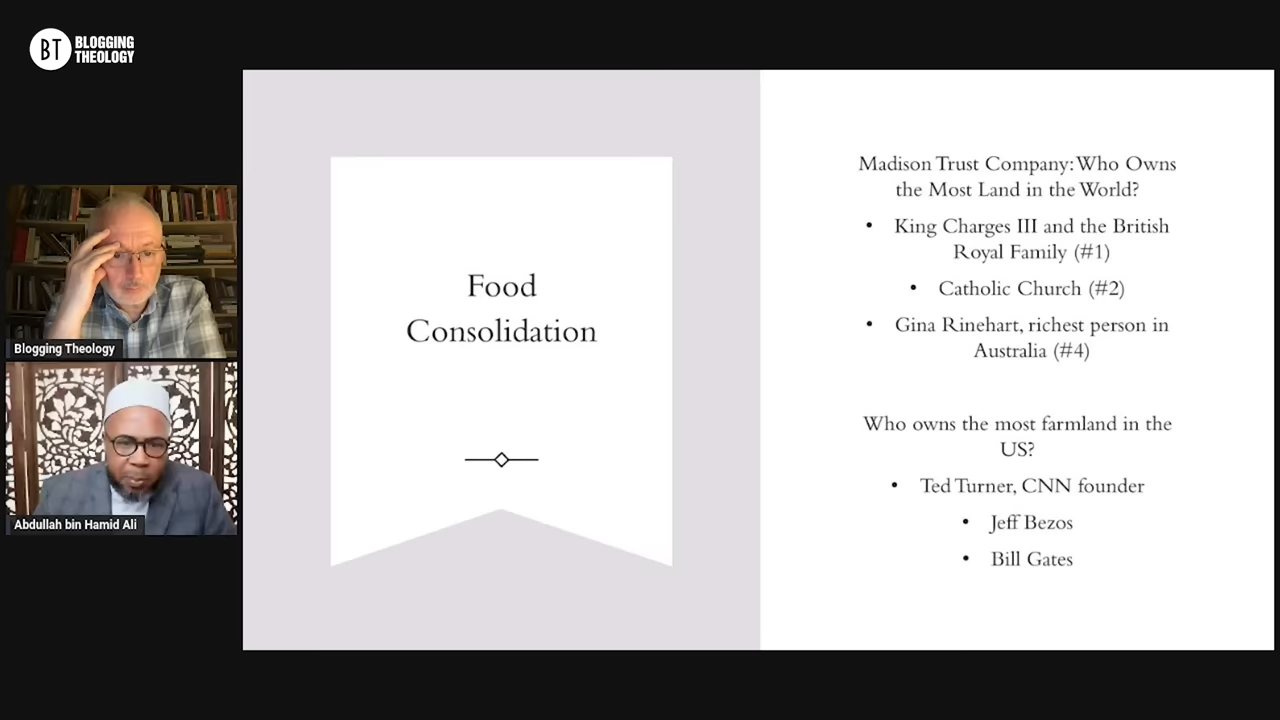 BT BLOGGING
THEOLOGY
Blogging Theology
Abdullah bin Hamid Ali
Food
Consolidation
Madison Trust Company: Who Owns
the Most Land in the World?
• King Charges III and the British
Royal Family (#1)
• Catholic Church (#2)
• Gina Rinehart, richest person in
Australia (#4)
Who owns the most farmland in the
US?
• Ted Turner, CNN founder
• Jeff Bezos
• Bill Gates